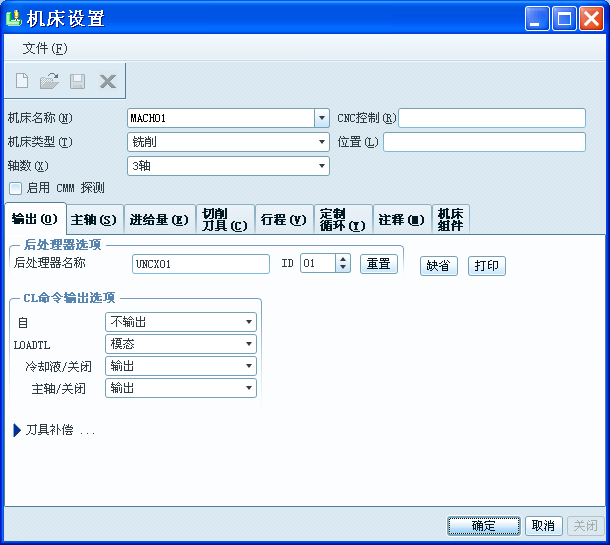 机床设置
文件(F)
机床名称(N) MACH01 CNC控制(R)
机床类型(T) 铣削 位置(L)
轴数(X) 3轴
启用 CMM 探测
输出(O) 主轴(S) 进给量(E) 切削刀具(C) 行程(V) 定制循环(T) 注释(M) 机床组件
后处理器选项
后处理器名称 UNCX01 ID 01 重置 缺省 打印
CL命令输出选项
自 不输出
LOADTL 模态
冷却液/关闭 输出
主轴/关闭 输出
刀具补偿 ...
确定 取消 关闭